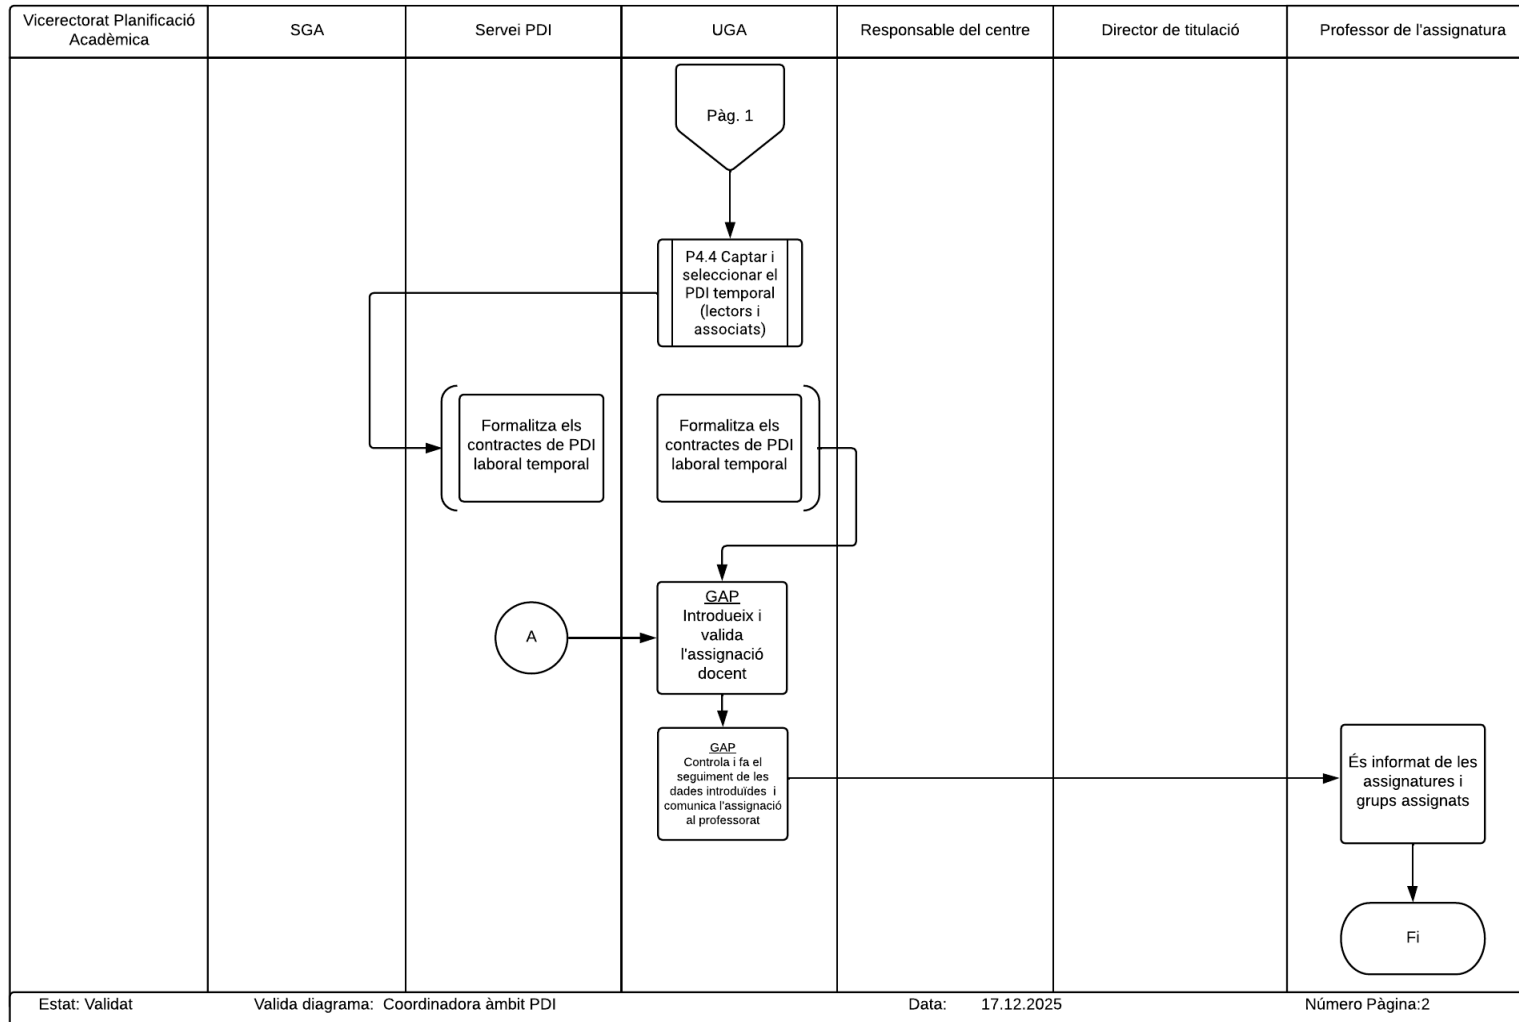 Vicerectorat Planificació
Acadèmica
SGA
Servei PDI
UGA
Responsable del centre
Director de titulació
Professor de l'assignatura
Pàg. 1
P4.4 Captar i
seleccionar el
PDI temporal
(lectors i
associats)
Formalitza els
contractes de PDI
laboral temporal
Formalitza els
contractes de PDI
laboral temporal
A
GAP
Introdueix i
valida
l'assignació
docent
GAP
Controla i fa el
seguiment de les
dades introduïdes i
comunica l'assignació
al professorat
És informat de les
assignatures i
grups assignats
Fi
Estat: Validat
Valida diagrama: Coordinadora àmbit PDI
Data: 17.12.2025
Número Pàgina:2